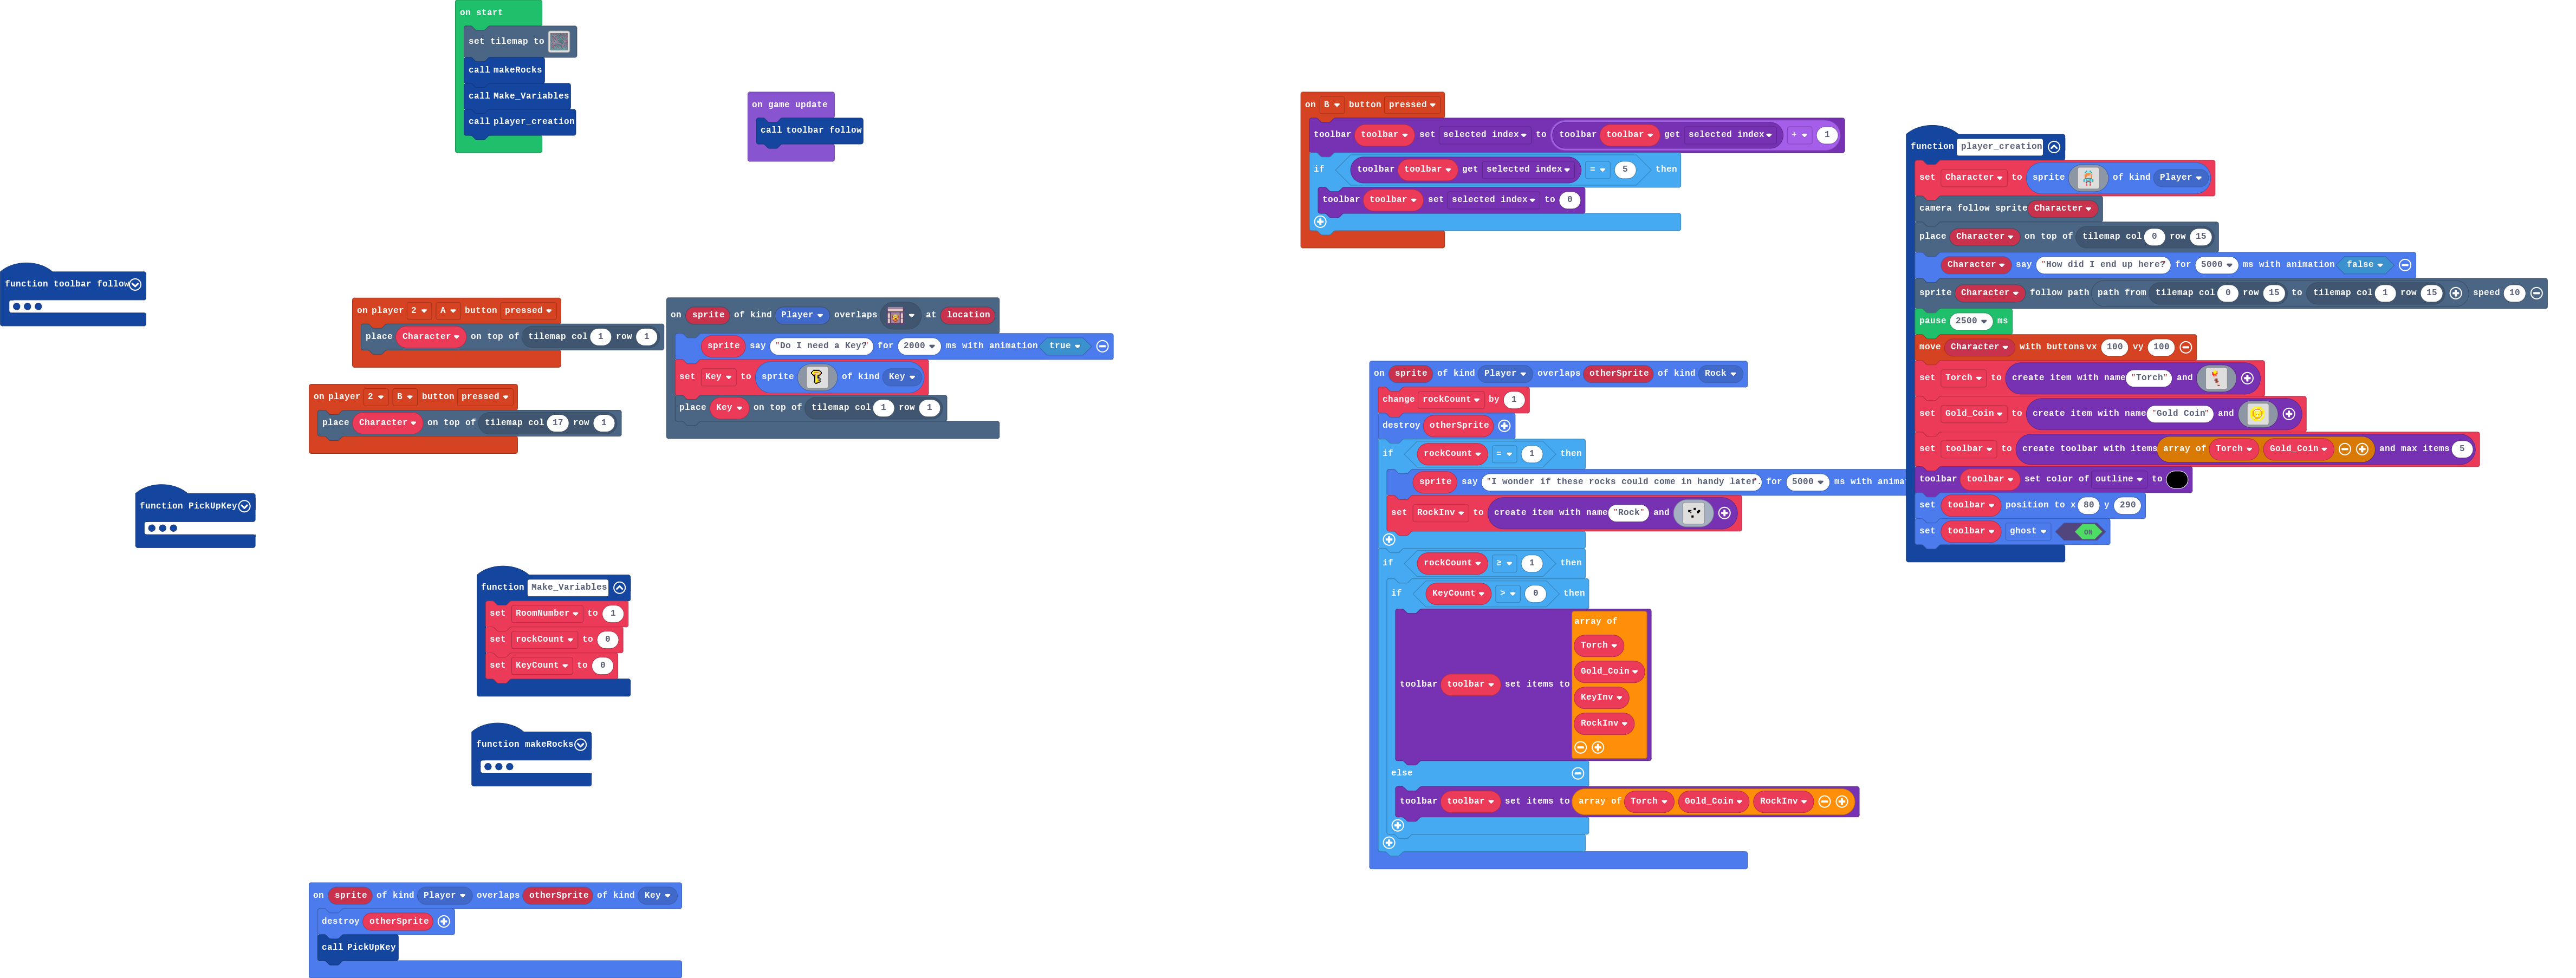 on start
set tilemap to
call makeRocks
call Make_Variables
call player_creation
on game update
call toolbar follow
function toolbar follow
on player 2 A button pressed
place Character on top of tilemap col 1 row 1
on player 2 B button pressed
place Character on top of tilemap col 17 row 1
on sprite of kind Player overlaps at location
sprite say "Do I need a Key?" for 2000 ms with animation true
set Key to sprite of kind Key
place Key on top of tilemap col 1 row 1
function PickUpKey
function Make_Variables
set RoomNumber to 1
set rockCount to 0
set KeyCount to 0
function makeRocks
on sprite of kind Player overlaps otherSprite of kind Key
destroy otherSprite
call PickUpKey
on B button pressed
toolbar toolbar set selected index to toolbar toolbar get selected index + 1
if toolbar toolbar get selected index = 5 then
toolbar toolbar set selected index to 0
on sprite of kind Player overlaps otherSprite of kind Rock
change rockCount by 1
destroy otherSprite
if rockCount = 1 then
sprite say "I wonder if these rocks could come in handy later. for 5000 ms with anima
set RockInv to create item with name "Rock" and
if rockCount ≥ 1 then
if KeyCount > 0 then
array of
Torch
Gold_Coin
toolbar toolbar set items to
KeyInv
RockInv
else
toolbar toolbar set items to array of Torch Gold_Coin RockInv
function player_creation
set Character to sprite of kind Player
camera follow sprite Character
place Character on top of tilemap col 0 row 15
Character say "How did I end up here? for 5000 ms with animation false
sprite Character follow path path from tilemap col 0 row 15 to tilemap col 1 row 15 speed 10
pause 2500 ms
move Character with buttons vx 100 vy 100
set Torch to create item with name "Torch" and
set Gold_Coin to create item with name "Gold Coin" and
set toolbar to create toolbar with items array of Torch Gold_Coin and max items 5
toolbar toolbar set color of outline to
set toolbar position to x 80 y 290
set toolbar ghost ON